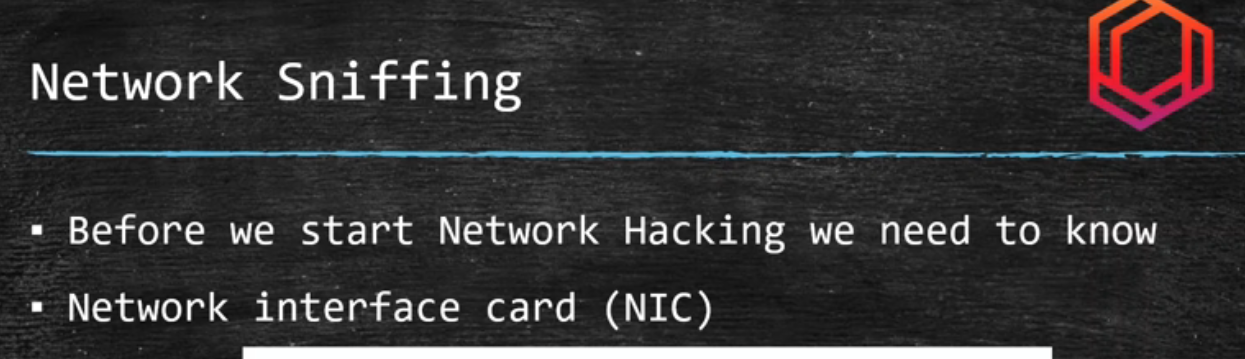 Network Sniffing
▪ Before we start Network Hacking we need to know
▪ Network interface card (NIC)